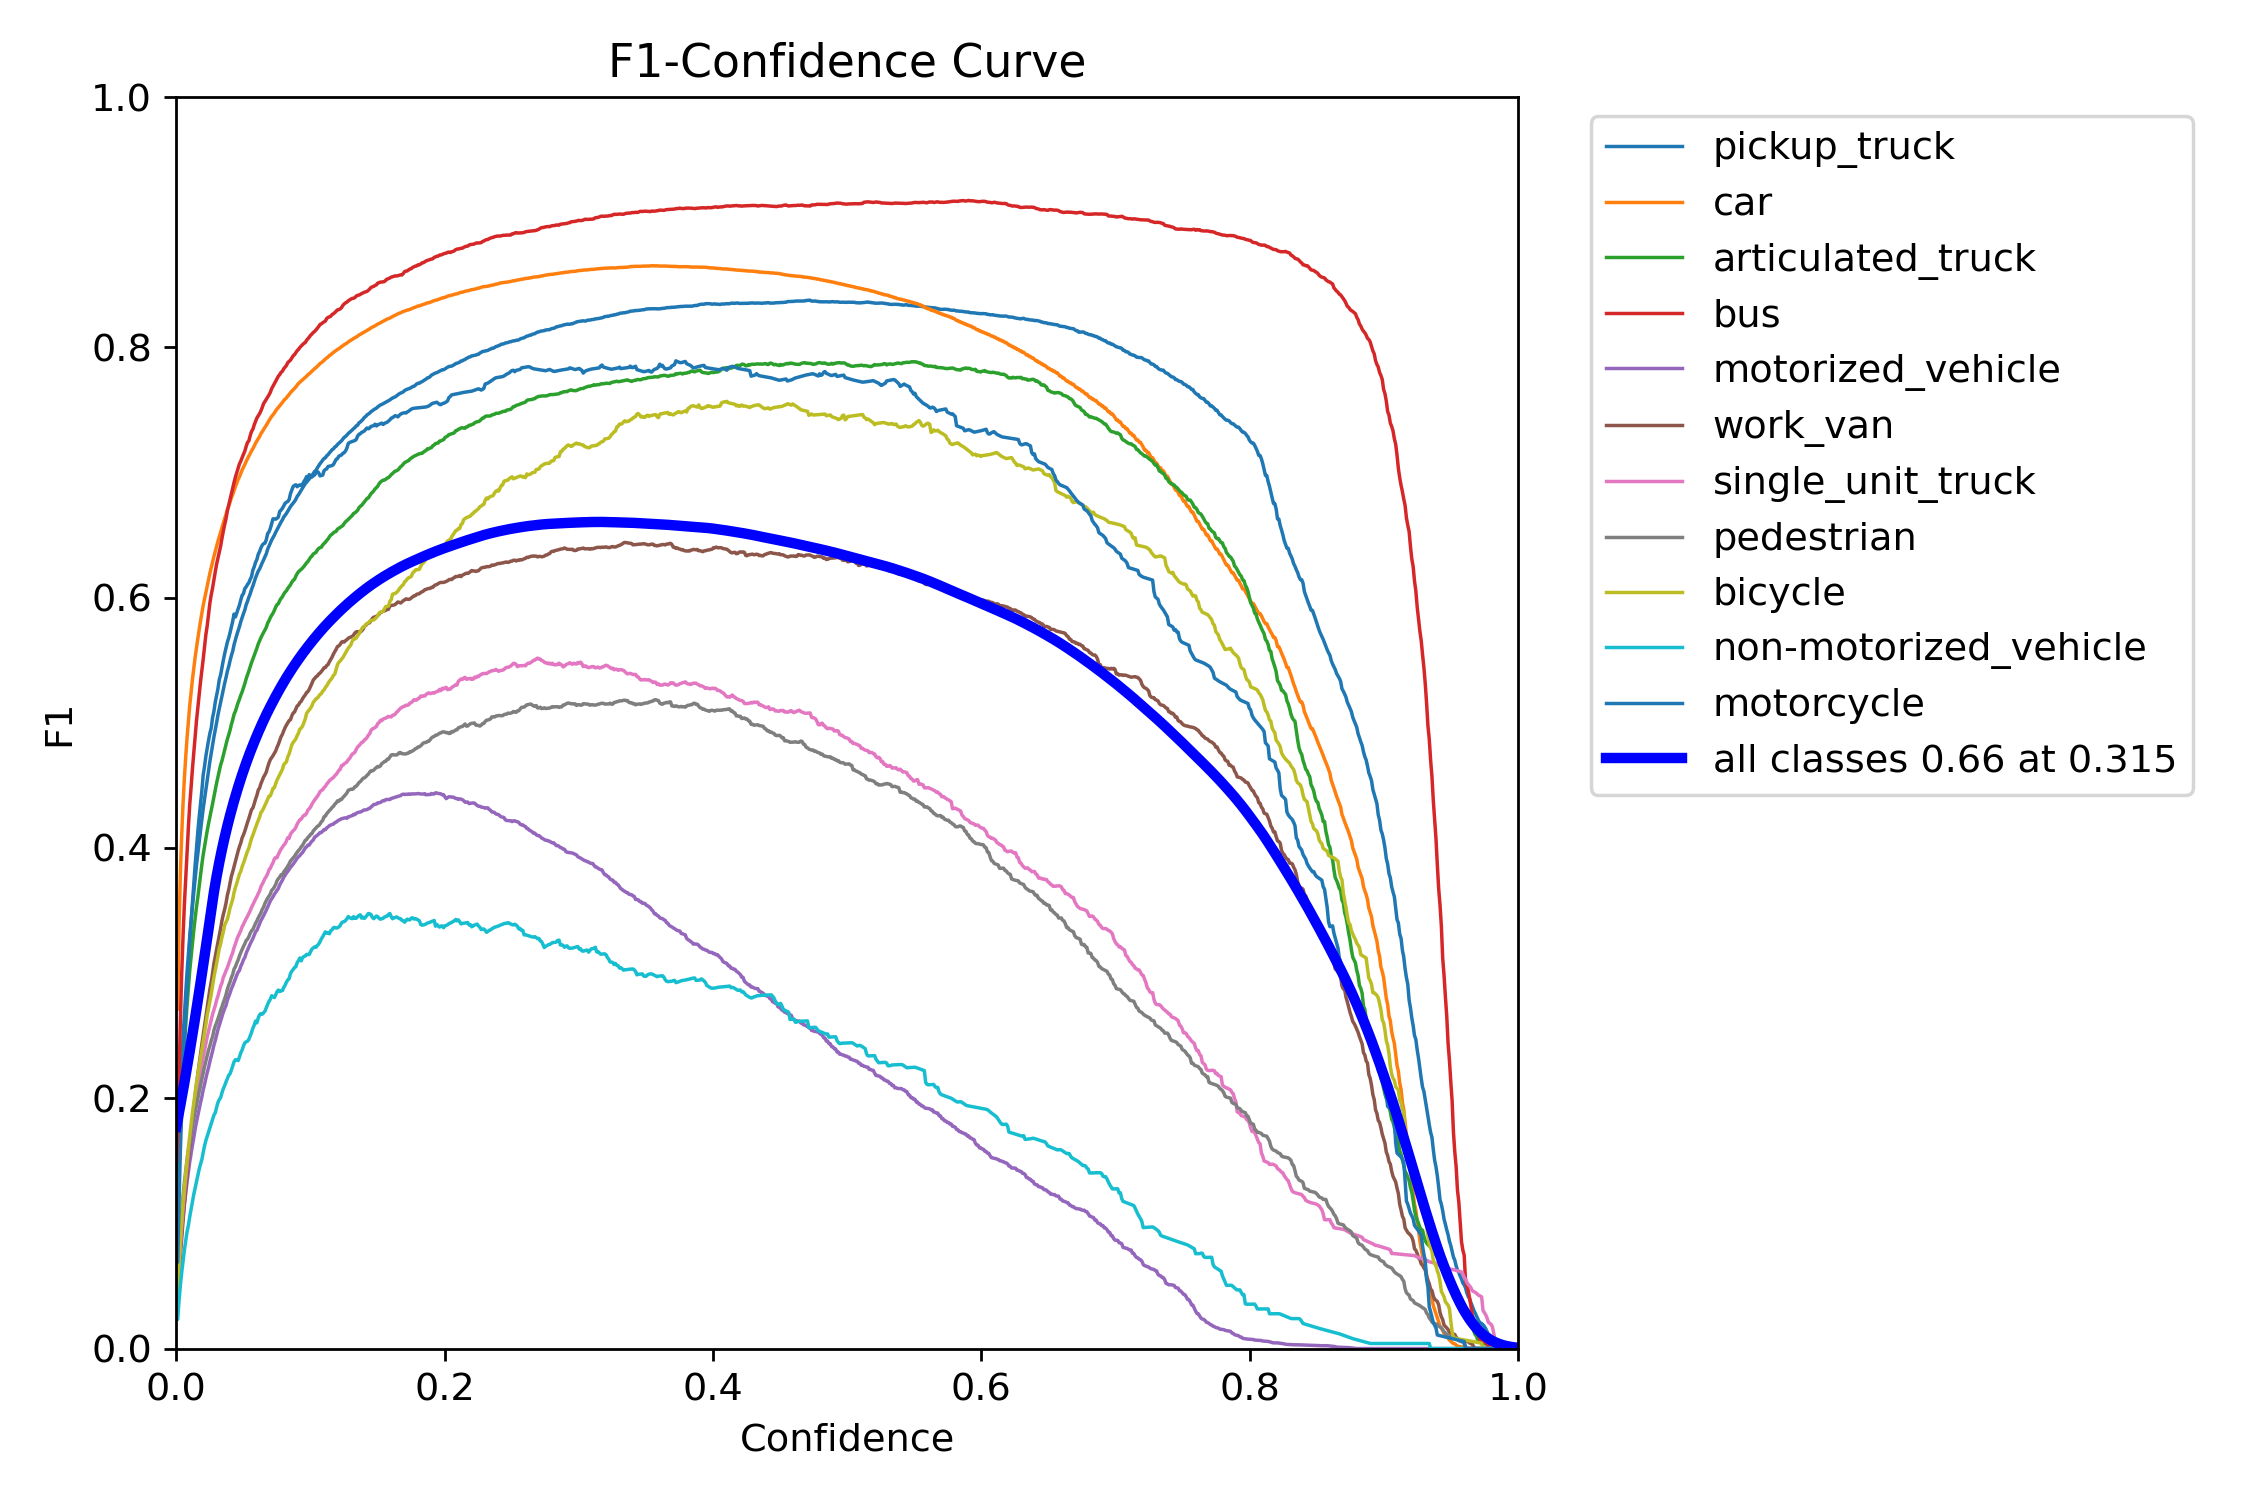 F1-Confidence Curve
1.0
0.8
0.6
0.4
0.2
0.0
F1
0.0 0.2 0.4 0.6 0.8 1.0
Confidence
pickup_truck
car
articulated_truck
bus
motorized_vehicle
work_van
single_unit_truck
pedestrian
bicycle
non-motorized_vehicle
motorcycle
all classes 0.66 at 0.315